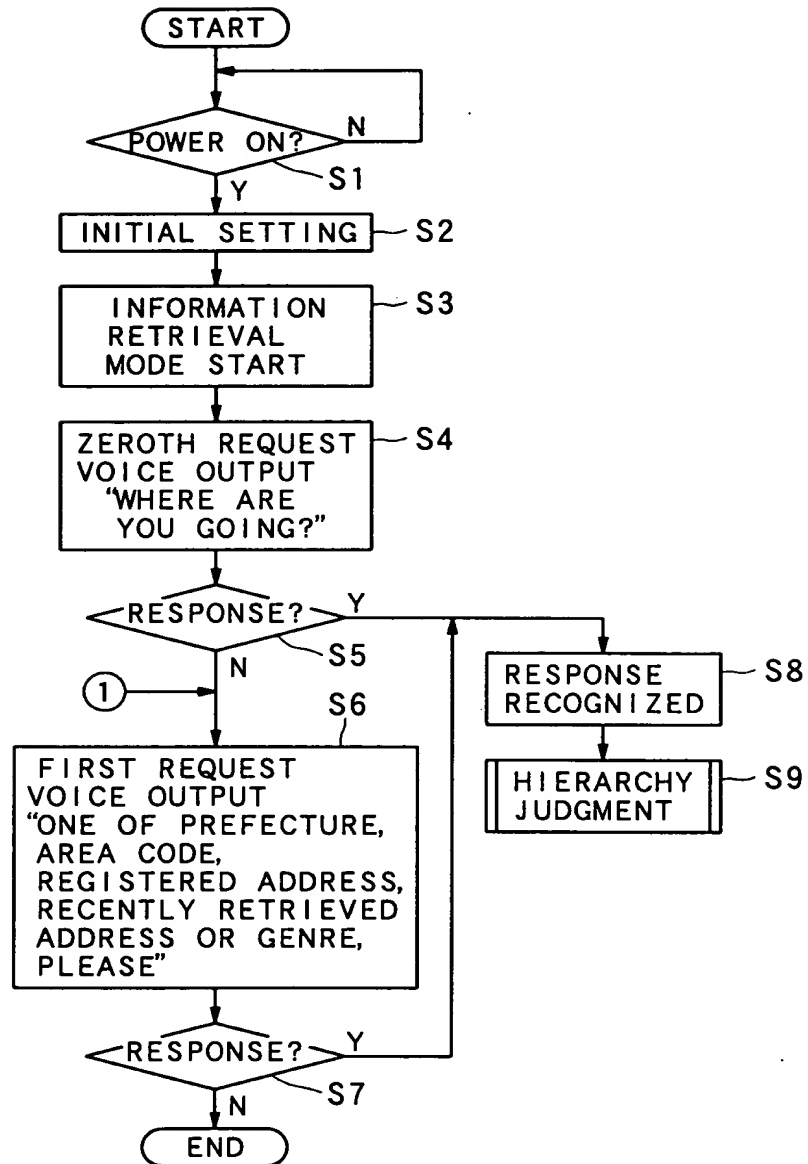 START
POWER ON?
N
S1
Y
INITIAL SETTING
S2
INFORMATION
RETRIEVAL
MODE START
S3
ZEROTH REQUEST
VOICE OUTPUT
“WHERE ARE
YOU GOING?”
S4
RESPONSE?
Y
S5
N
1
S6
FIRST REQUEST
VOICE OUTPUT
“ONE OF PREFECTURE,
AREA CODE,
REGISTERED ADDRESS,
RECENTLY RETRIEVED
ADDRESS OR GENRE,
PLEASE”
RESPONSE?
Y
S7
N
END
RESPONSE
RECOGNIZED
S8
HIERARCHY
JUDGMENT
S9